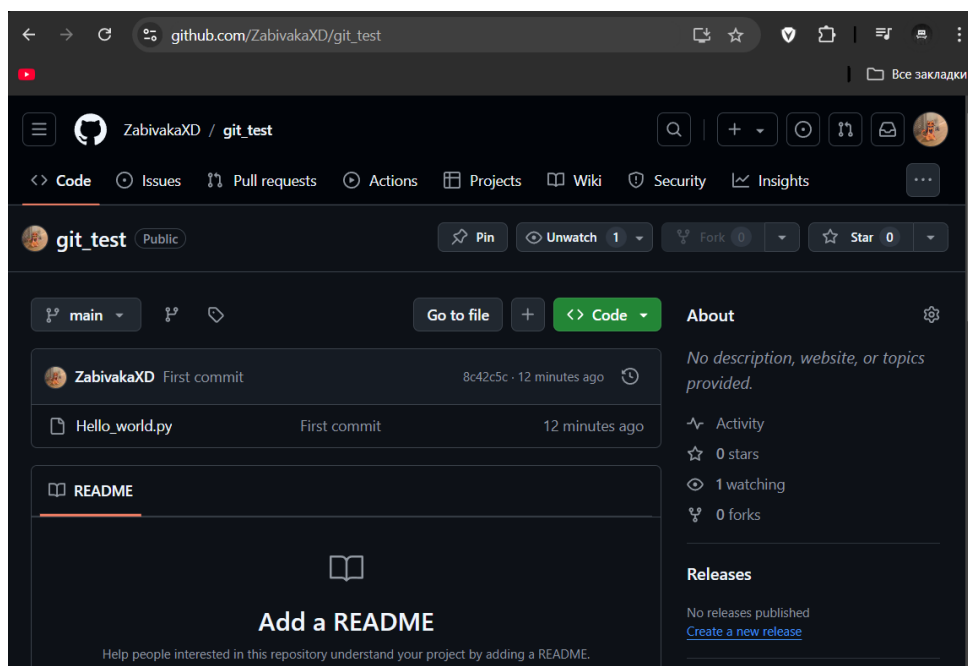 github.com/ZabivakaXD/git_test
Все закладки
ZabivakaXD / git_test
Code Issues Pull requests Actions Projects Wiki Security Insights
git_test Public Pin Unwatch 1 Fork 0 Star 0
main Go to file Code
ZabivakaXD First commit 8c42c5c · 12 minutes ago
Hello_world.py First commit 12 minutes ago
README
Add a README
Help people interested in this repository understand your project by adding a README.
About
No description, website, or topics
provided.
Activity
0 stars
1 watching
0 forks
Releases
No releases published
Create a new release